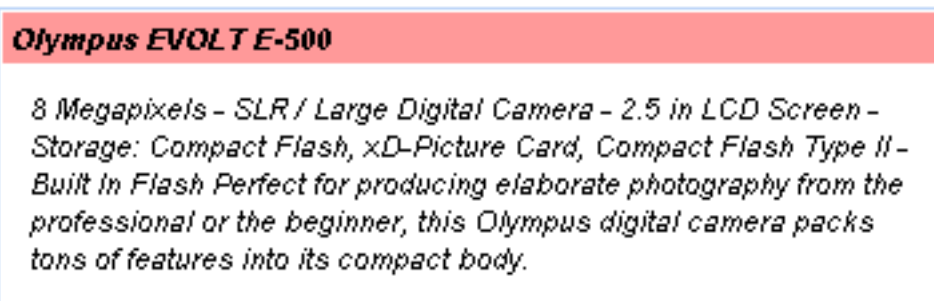 Olympus EVOLT E-500
8 Megapixels - SLR / Large Digital Camera - 2.5 in LCD Screen -
Storage: Compact Flash, xD-Picture Card, Compact Flash Type II -
Built In Flash Perfect for producing elaborate photography from the
professional or the beginner, this Olympus digital camera packs
tons of features into its compact body.